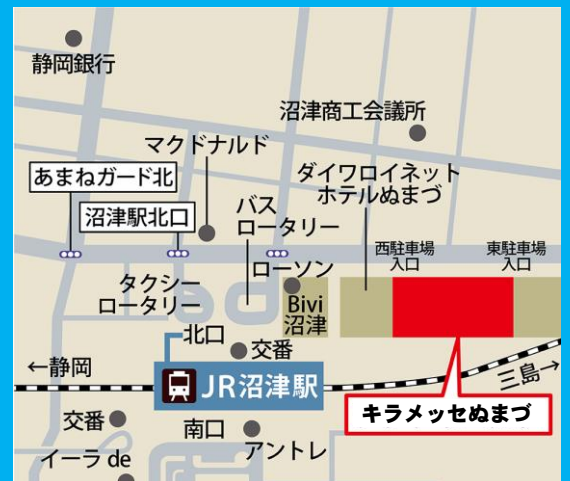 静岡銀行
沼津商工会議所
マクドナルド
あまねガード北
ダイワロイネット
ホテルぬまづ
沼津駅北口
バス
ロータリー
西駐車場
入口
東駐車場
入口
タクシー
ロータリー
ローソン
Bivi
沼津
北口
交番
←静岡
JR沼津駅
三島→
キラメッセぬまづ
交番
南口
アントレ
イーラ de